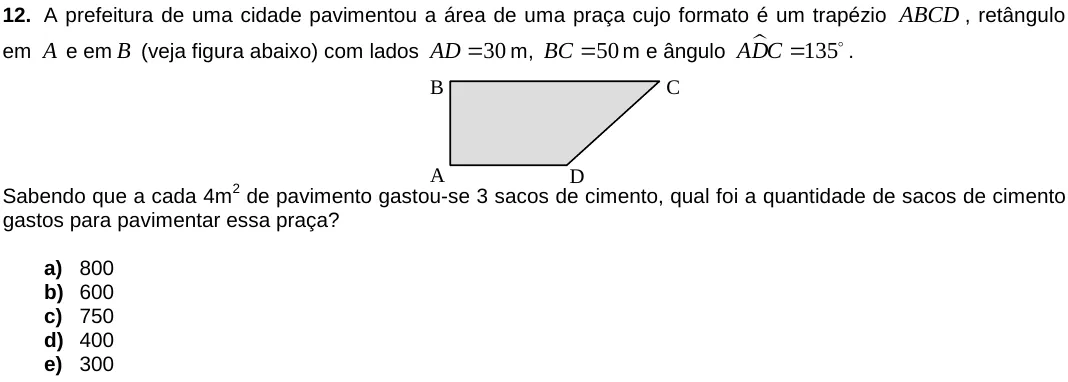 12. A prefeitura de uma cidade pavimentou a área de uma praça cujo formato é um trapézio ABCD , retângulo
em A e em B (veja figura abaixo) com lados AD =30 m, BC =50 m e ângulo AD̂C =135° .
B
C
A
D
Sabendo que a cada 4m² de pavimento gastou-se 3 sacos de cimento, qual foi a quantidade de sacos de cimento
gastos para pavimentar essa praça?
a) 800
b) 600
c) 750
d) 400
e) 300